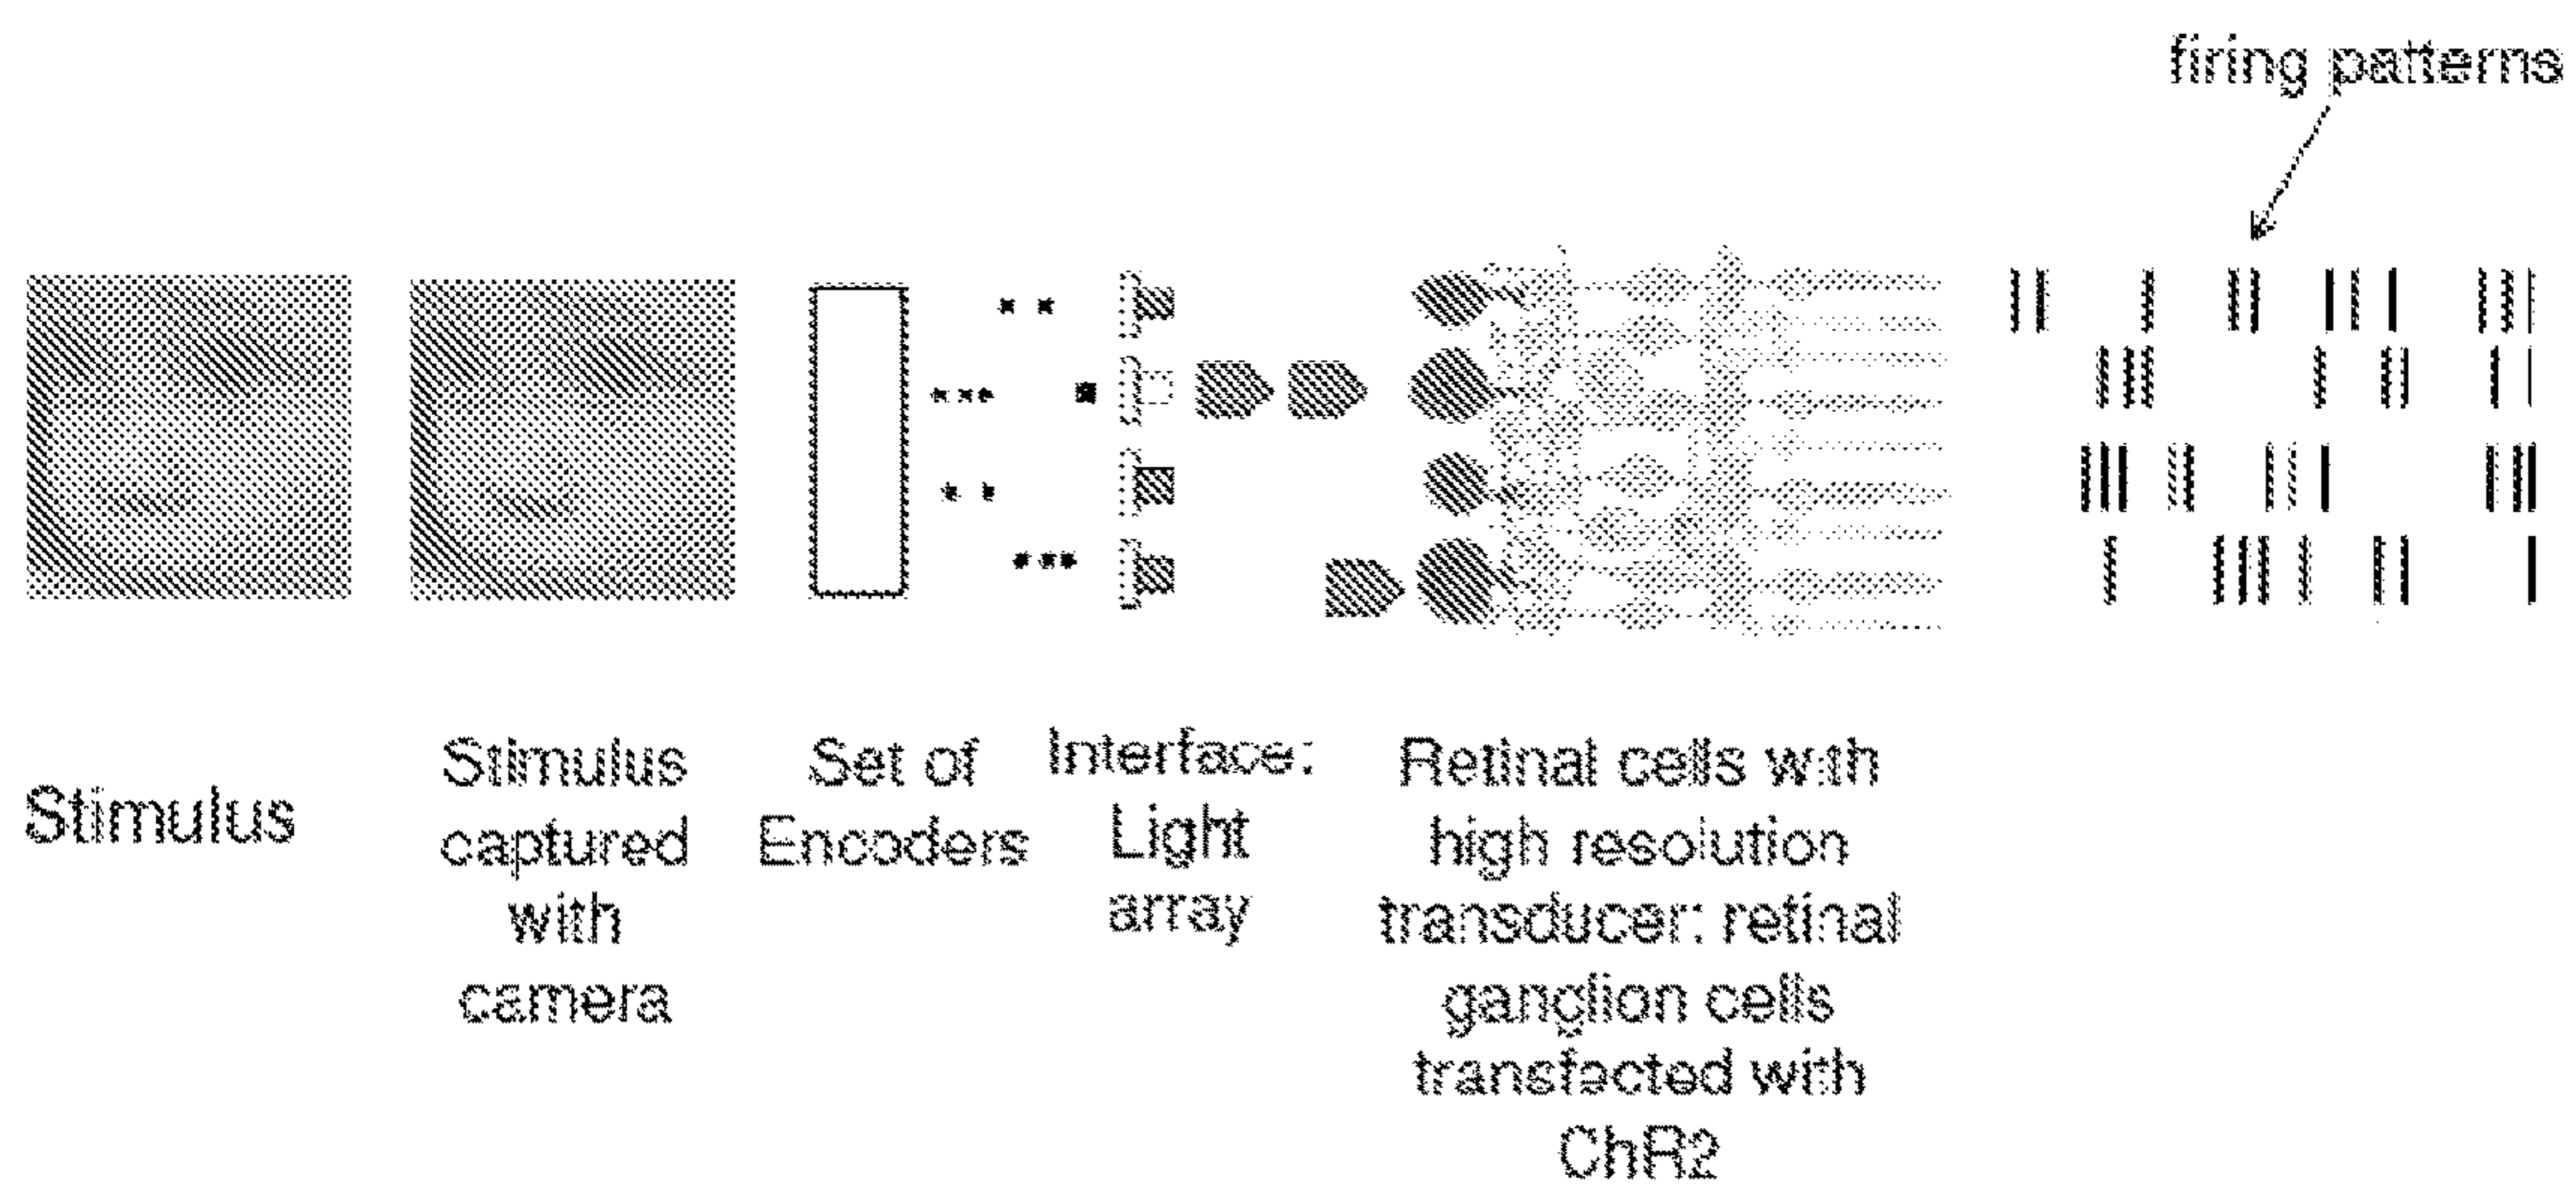 firing patterns
Stimulus
Stimulus
captured
with
camera
Set of
Encoders
Interface:
Light
array
Retinal cells with
high resolution
transducer: retinal
ganglion cells
transfected with
ChR2